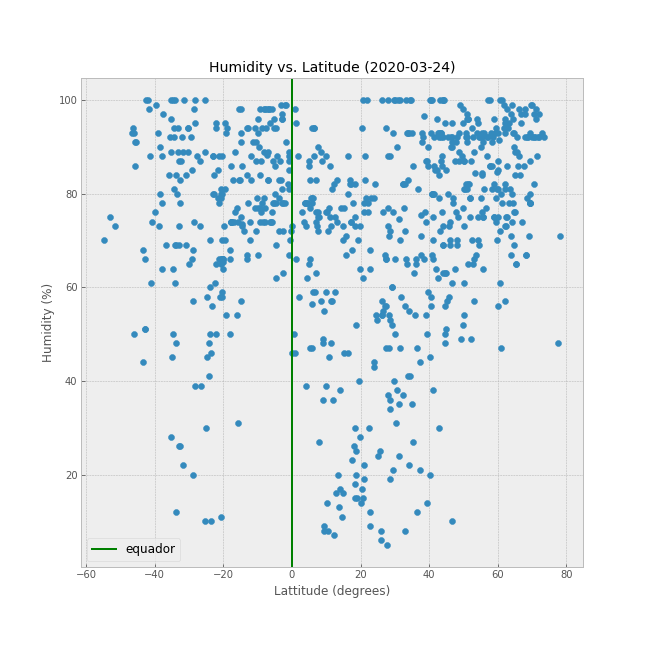 Humidity vs. Latitude (2020-03-24)
Humidity (%)
100
80
60
40
20
equador
−60 −40 −20 0 20 40 60 80
Lattitude (degrees)